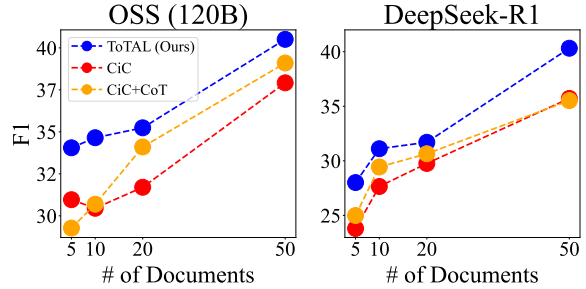 OSS (120B)
DeepSeek-R1
F1
40
37
35
32
30
ToTAL (Ours)
CiC
CiC+CoT
5
10
20
50
# of Documents
40
35
30
25
5
10
20
50
# of Documents